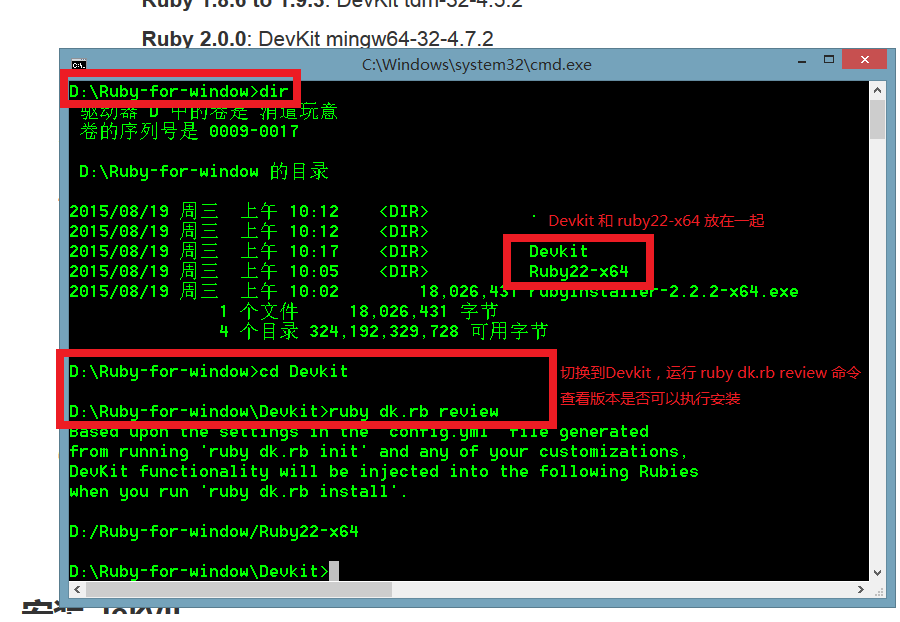 Ruby 1.8.6 to 1.9.3: DevKit tdm-32-4.5.2
Ruby 2.0.0: DevKit mingw64-32-4.7.2
C:\Windows\system32\cmd.exe
D:\Ruby-for-window>dir
驱动器 D 中的卷是 消遣玩意
卷的序列号是 0009-0017
D:\Ruby-for-window 的目录
2015/08/19 周三 上午 10:12 <DIR> .
Devkit 和 ruby22-x64 放在一起
2015/08/19 周三 上午 10:12 <DIR>
2015/08/19 周三 上午 10:17 <DIR> Devkit
2015/08/19 周三 上午 10:05 <DIR> Ruby22-x64
2015/08/19 周三 上午 10:02 18,026,431 rubyinstaller-2.2.2-x64.exe
1 个文件 18,026,431 字节
4 个目录 324,192,329,728 可用字节
D:\Ruby-for-window>cd Devkit
切换到Devkit，运行 ruby dk.rb review 命令
查看版本是否可以执行安装
D:\Ruby-for-window\Devkit>ruby dk.rb review
Based upon the settings in the 'config.yml' file generated
from running 'ruby dk.rb init' and any of your customizations,
DevKit functionality will be injected into the following Rubies
when you run 'ruby dk.rb install'.
D:/Ruby-for-window/Ruby22-x64
D:\Ruby-for-window\Devkit>
安装 Jekyll